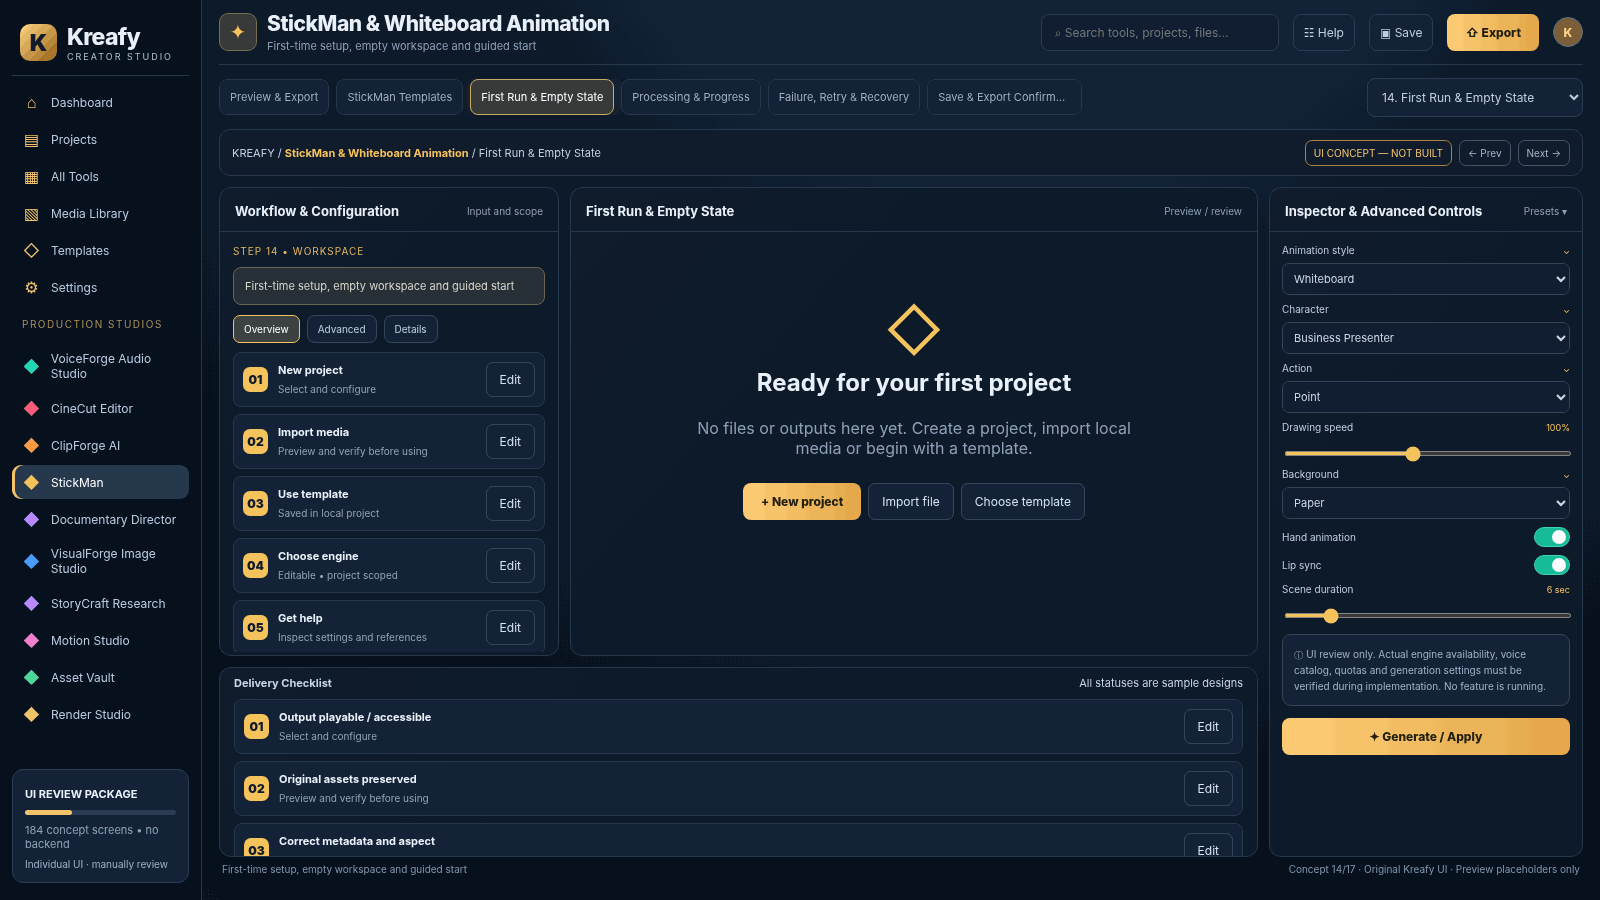 K
Kreafy
CREATOR STUDIO
Dashboard
Projects
All Tools
Media Library
Templates
Settings
PRODUCTION STUDIOS
VoiceForge Audio
Studio
CineCut Editor
ClipForge AI
StickMan
Documentary Director
VisualForge Image
Studio
StoryCraft Research
Motion Studio
Asset Vault
Render Studio
UI REVIEW PACKAGE
184 concept screens • no
backend
Individual UI · manually review
StickMan & Whiteboard Animation
First-time setup, empty workspace and guided start
Search tools, projects, files...
Help
Save
Export
K
Preview & Export
StickMan Templates
First Run & Empty State
Processing & Progress
Failure, Retry & Recovery
Save & Export Confirm...
14. First Run & Empty State
KREAFY / StickMan & Whiteboard Animation / First Run & Empty State
UI CONCEPT — NOT BUILT
← Prev
Next →
Workflow & Configuration
Input and scope
STEP 14 • WORKSPACE
First-time setup, empty workspace and guided start
Overview
Advanced
Details
01
New project
Select and configure
Edit
02
Import media
Preview and verify before using
Edit
03
Use template
Saved in local project
Edit
04
Choose engine
Editable • project scoped
Edit
05
Get help
Inspect settings and references
Edit
First Run & Empty State
Preview / review
Ready for your first project
No files or outputs here yet. Create a project, import local
media or begin with a template.
+ New project
Import file
Choose template
Delivery Checklist
All statuses are sample designs
01
Output playable / accessible
Select and configure
Edit
02
Original assets preserved
Preview and verify before using
Edit
03
Correct metadata and aspect
Edit
Inspector & Advanced Controls
Presets ▾
Animation style
Whiteboard
Character
Business Presenter
Action
Point
Drawing speed
100%
Background
Paper
Hand animation
Lip sync
Scene duration
6 sec
ⓘ UI review only. Actual engine availability, voice
catalog, quotas and generation settings must be
verified during implementation. No feature is running.
✦ Generate / Apply
First-time setup, empty workspace and guided start
Concept 14/17 · Original Kreafy UI · Preview placeholders only